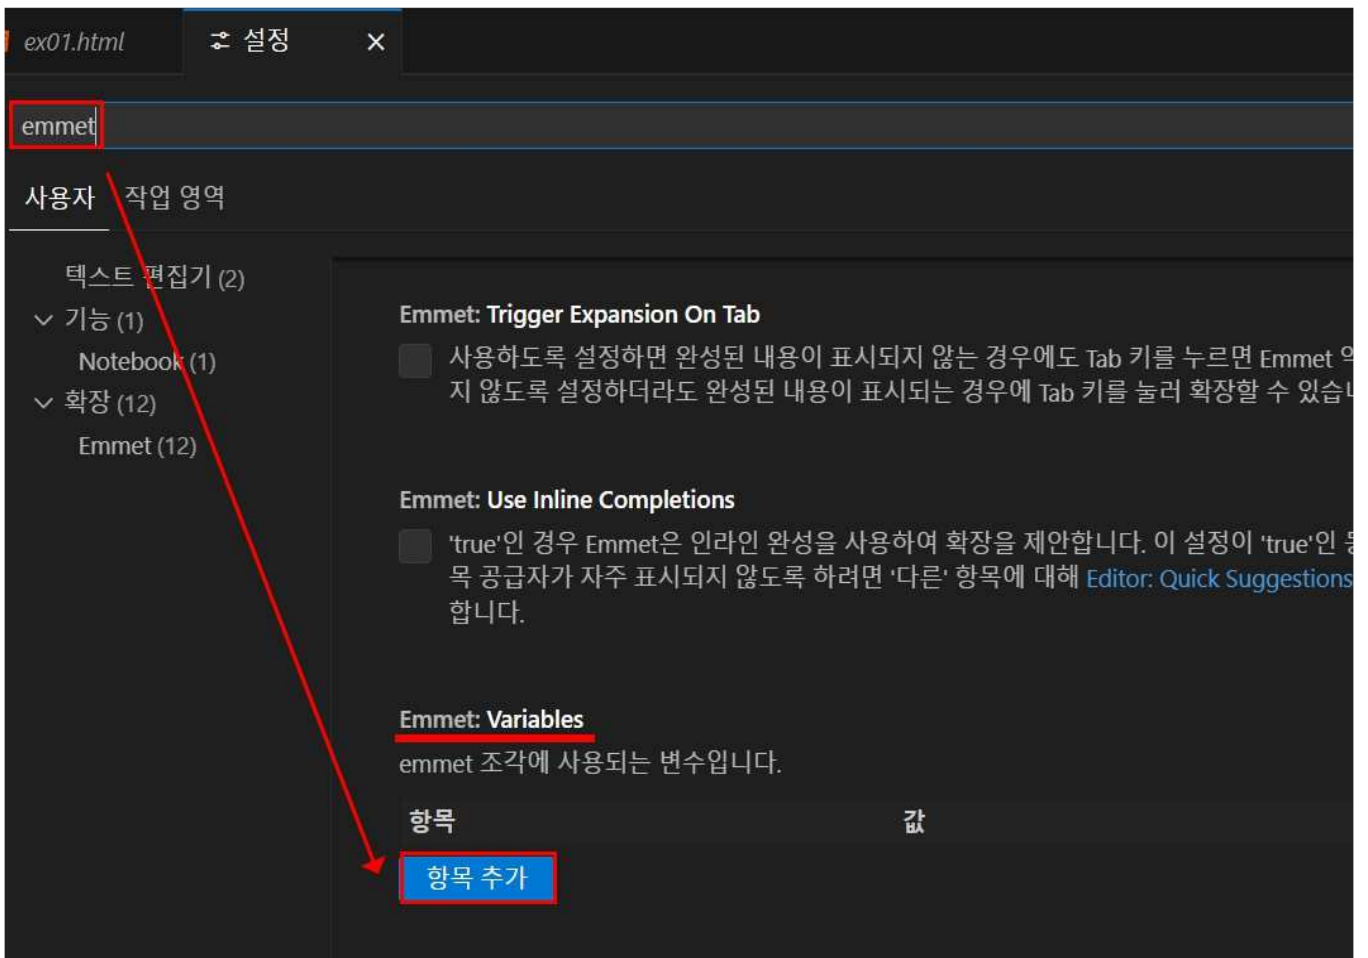 ex01.html
설정
emmet
사용자 작업 영역
텍스트 편집기 (2)
기능 (1)
Notebook (1)
확장 (12)
Emmet (12)
Emmet: Trigger Expansion On Tab
사용하도록 설정하면 완성된 내용이 표시되지 않는 경우에도 Tab 키를 누르면 Emmet
지 않도록 설정하더라도 완성된 내용이 표시되는 경우에 Tab 키를 눌러 확장할 수
Emmet: Use Inline Completions
'true'인 경우 Emmet은 인라인 완성을 사용하여 확장을 제안합니다. 이 설정이 'true'인
목 공급자가 자주 표시되지 않도록 하려면 '다른' 항목에 대해 Editor: Quick Suggestions
합니다.
Emmet: Variables
emmet 조각에 사용되는 변수입니다.
항목 값
항목 추가